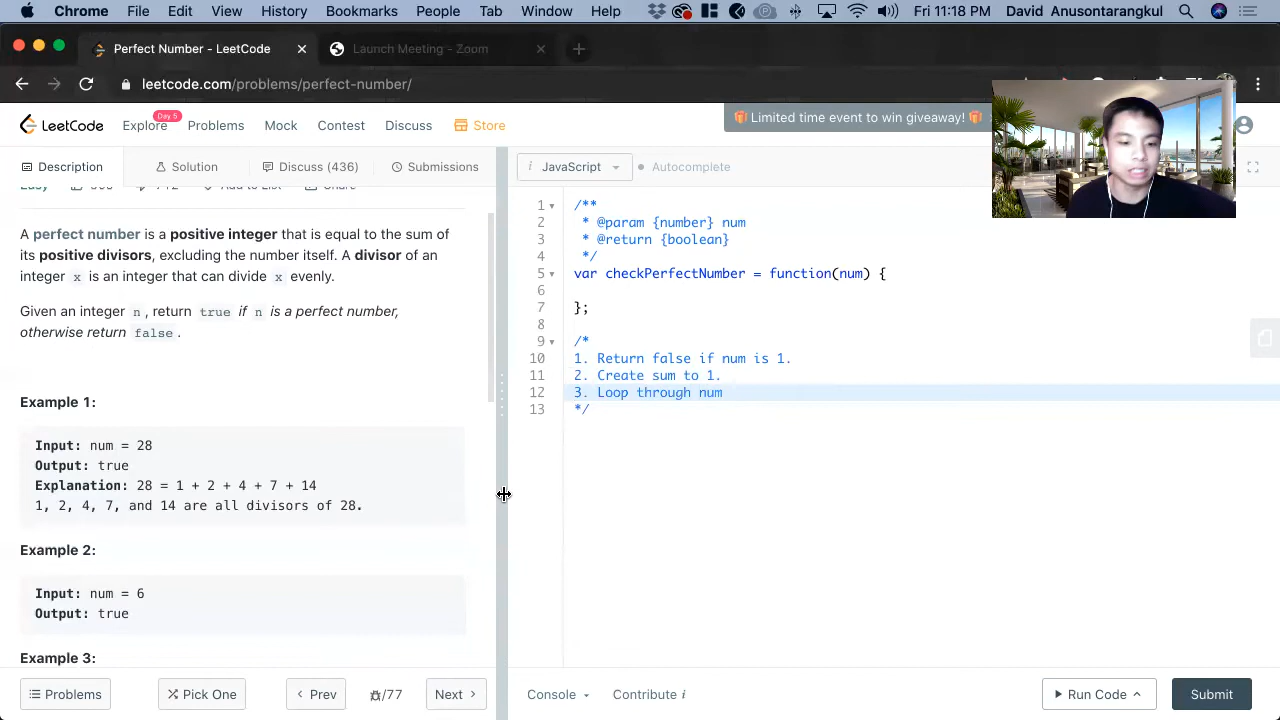 Chrome File Edit View History Bookmarks People Tab Window Help Fri 11:18 PM David Anusontarangkul
Perfect Number - LeetCode Launch Meeting - Zoom
leetcode.com/problems/perfect-number/
LeetCode Explore Day 5 Problems Mock Contest Discuss Store
🎁 Limited time event to win giveaway! 🎁
Description Solution Discuss (436) Submissions
i JavaScript Autocomplete
Easy Add to List Share
A perfect number is a positive integer that is equal to the sum of
its positive divisors, excluding the number itself. A divisor of an
integer x is an integer that can divide x evenly.
Given an integer n, return true if n is a perfect number,
otherwise return false.
Example 1:
Input: num = 28
Output: true
Explanation: 28 = 1 + 2 + 4 + 7 + 14
1, 2, 4, 7, and 14 are all divisors of 28.
Example 2:
Input: num = 6
Output: true
Example 3:
1 /**
2 * @param {number} num
3 * @return {boolean}
4 */
5 var checkPerfectNumber = function(num) {
6
7 };
8
9 /*
10 1. Return false if num is 1.
11 2. Create sum to 1.
12 3. Loop through num
13 */
Problems Pick One Prev /77 Next Console Contribute i Run Code Submit